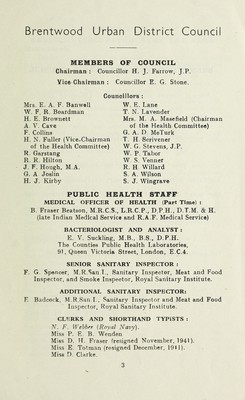 Brentwood Urban District Council
MEMBERS OF COUNCIL
Chairman : Councillor H. J. Farrow, J.P.
Vice Chairman : Councillor E. G. Stone.
Councillors :
Mrs. E. A. F. Banwall
W. F. R. Boardman
H. E. Brownett
A. V. Cave
F. Collins
H. N. Fuller (Vice.Chairman
of the Health Committee)
R. Garstang
R. R. Hilton
J. F. Hough, M.A.
G. A. Joslin
H. J. Kirby
W. E. Lane
T. N. Lavender
Mrs. M. A. Masefield (Chairman
of the Health Committee)
G. A. D. McTurk
T. H. Scrivener
W. G. Stevens, J.P.
W. P. Tabor
W. S. Venner
R. H. Willard
S. A. Wilson
S. J. Wingrave
PUBLIC HEALTH STAFF
MEDICAL OFFICER OF HEALTH (Part Time) :
B. Fraser Beatson, M.R.C.S., L.R.C.P., D.P.H., D.T.M. & H.
(late Indian Medical Service and R.A.F. Medical Service)
BACTERIOLOGIST AND ANALYST :
E. V. Suckling, M.B., B.S., D.P.H.
The Counties Public Health Laboratories,
91, Queen Victoria Street, London, E.C.4.
SENIOR SANITARY INSPECTOR :
F. G. Spencer, M.R.San.I., Sanitary Inspector, Meat and Food
Inspector, and Smoke Inspector, Royal Sanitary Institute.
ADDITIONAL SANITARY INSPECTOR:
E. Badcock, M.R.San.I., Sanitary Inspector and Meat and Food
Inspector, Royal Sanitary Institute.
CLERKS AND SHORTHAND TYPISTS :
N. F. Webber (Royal Navy).
Miss P. E. B. Wenden
Miss D. H. Fraser (resigned November, 1941).
Miss E. Totman (resigned December, 1941).
Miss D. Clarke.
3